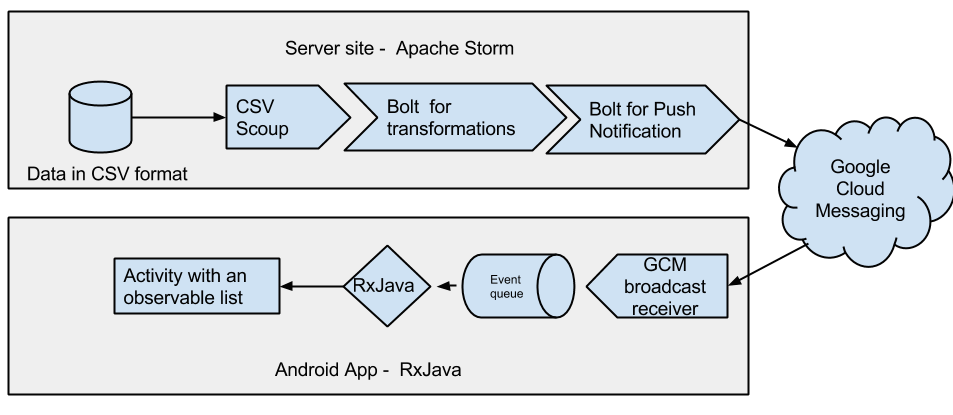 Server site - Apache Storm
CSV
Scoup
Bolt for
transformations
Bolt for Push
Notification
Data in CSV format
Google
Cloud
Messaging
Activity with an
observable list
RxJava
Event
queue
GCM
broadcast
receiver
Android App - RxJava